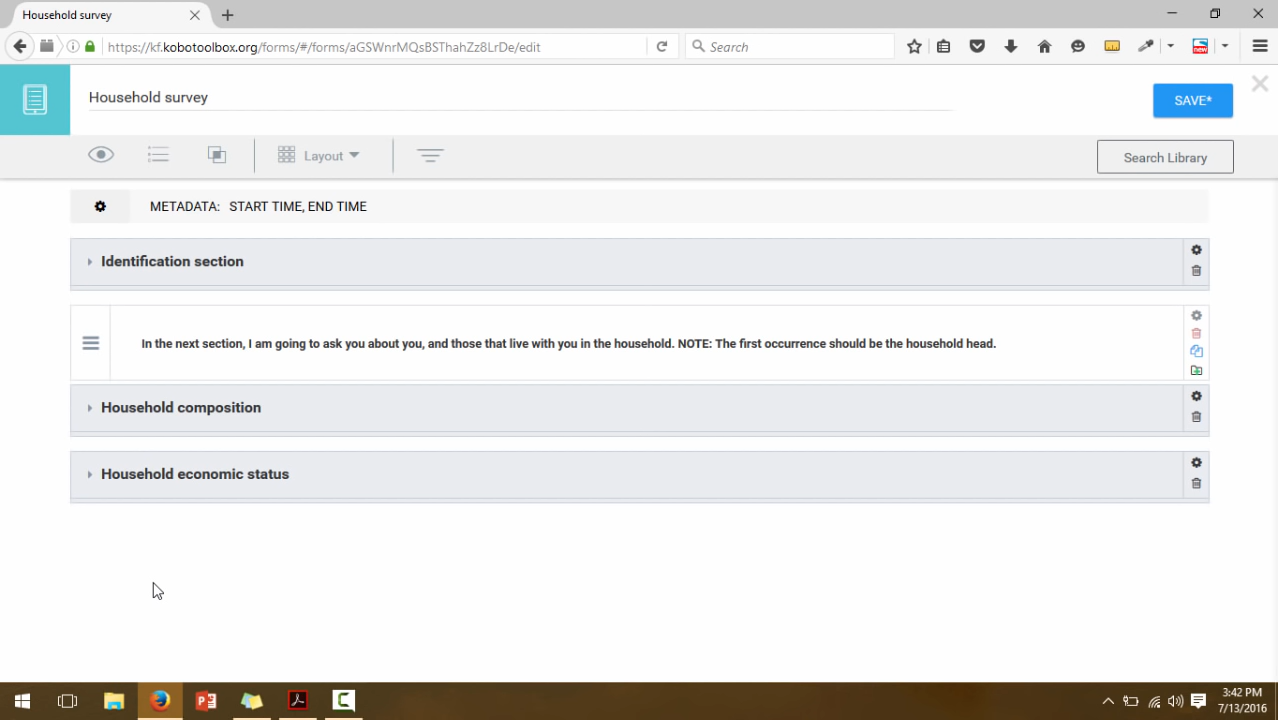 Household survey
https://kf.kobotoolbox.org/forms/#/forms/aGSWnrMQsBSThahZz8LrDe/edit
Search
new
Household survey
SAVE*
Layout
Search Library
METADATA: START TIME, END TIME
Identification section
In the next section, I am going to ask you about you, and those that live with you in the household. NOTE: The first occurrence should be the household head.
Household composition
Household economic status
3:42 PM
7/13/2016